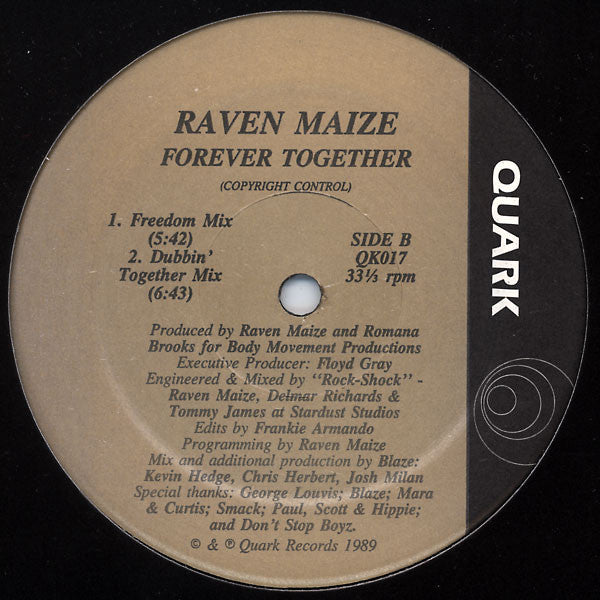 RAVEN MAIZE
FOREVER TOGETHER
(COPYRIGHT CONTROL)
1. Freedom Mix
(5:42)
2. Dubbin'
Together Mix
(6:43)
SIDE B
QK017
33⅓ rpm
Produced by Raven Maize and Romana
Brooks for Body Movement Productions
Executive Producer: Floyd Gray
Engineered & Mixed by "Rock-Shock" -
Raven Maize, Delmar Richards &
Tommy James at Stardust Studios
Edits by Frankie Armando
Programming by Raven Maize
Mix and additional production by Blaze:
Kevin Hedge, Chris Herbert, Josh Milan
Special thanks: George Louvis; Blaze; Mara
& Curtis; Smack; Paul, Scott & Hippie;
and Don't Stop Boyz.
© & ℗ Quark Records 1989
QUARK